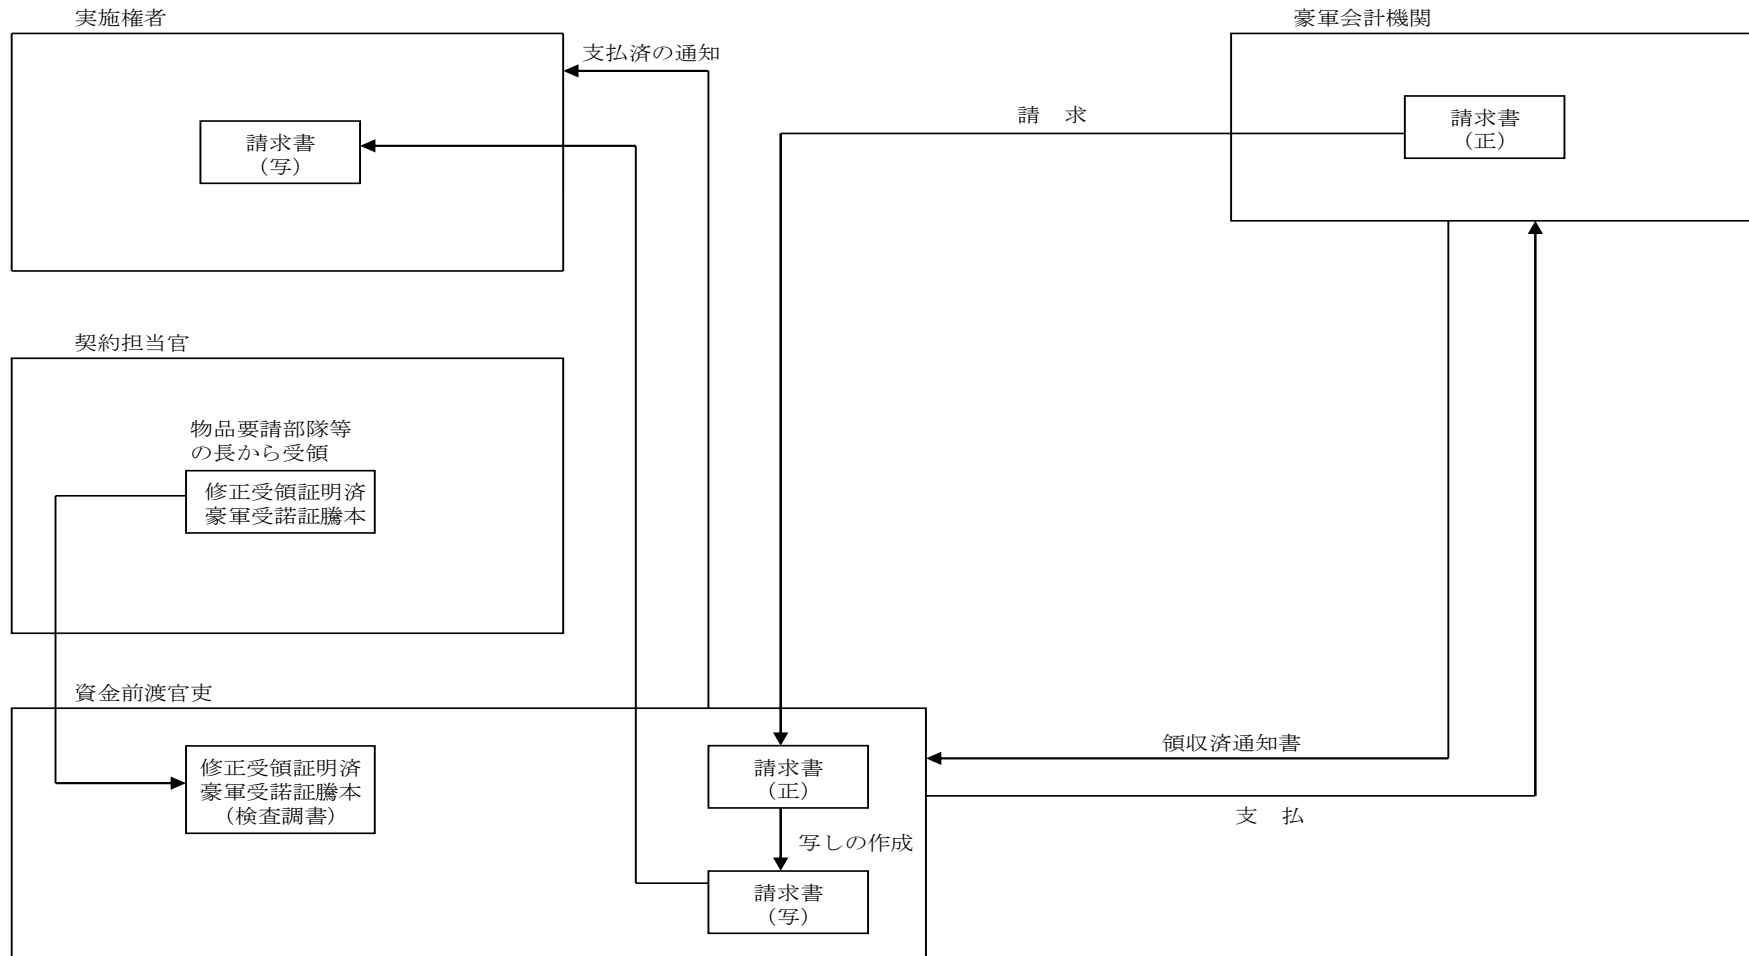 実施権者
豪軍会計機関
支払済の通知
請　求
請求書
（正）
請求書
（写）
契約担当官
物品要請部隊等
の長から受領
修正受領証明済
豪軍受諾証謄本
資金前渡官吏
領収済通知書
修正受領証明済
豪軍受諾証謄本
（検査調書）
請求書
（正）
支　払
写しの作成
請求書
（写）